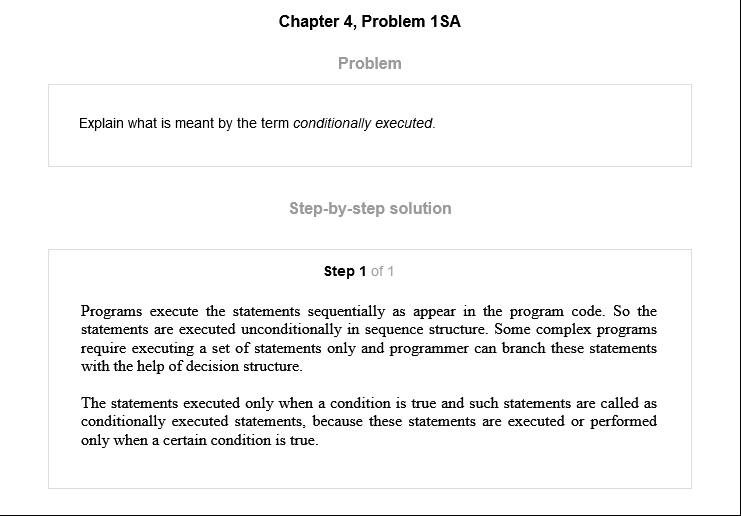 Chapter 4, Problem 1SA
Problem
Explain what is meant by the term conditionally executed.
Step-by-step solution
Step 1 of 1
Programs execute the statements sequentially as appear in the program code. So the
statements are executed unconditionally in sequence structure. Some complex programs
require executing a set of statements only and programmer can branch these statements
with the help of decision structure.
The statements executed only when a condition is true and such statements are called as
conditionally executed statements, because these statements are executed or performed
only when a certain condition is true.